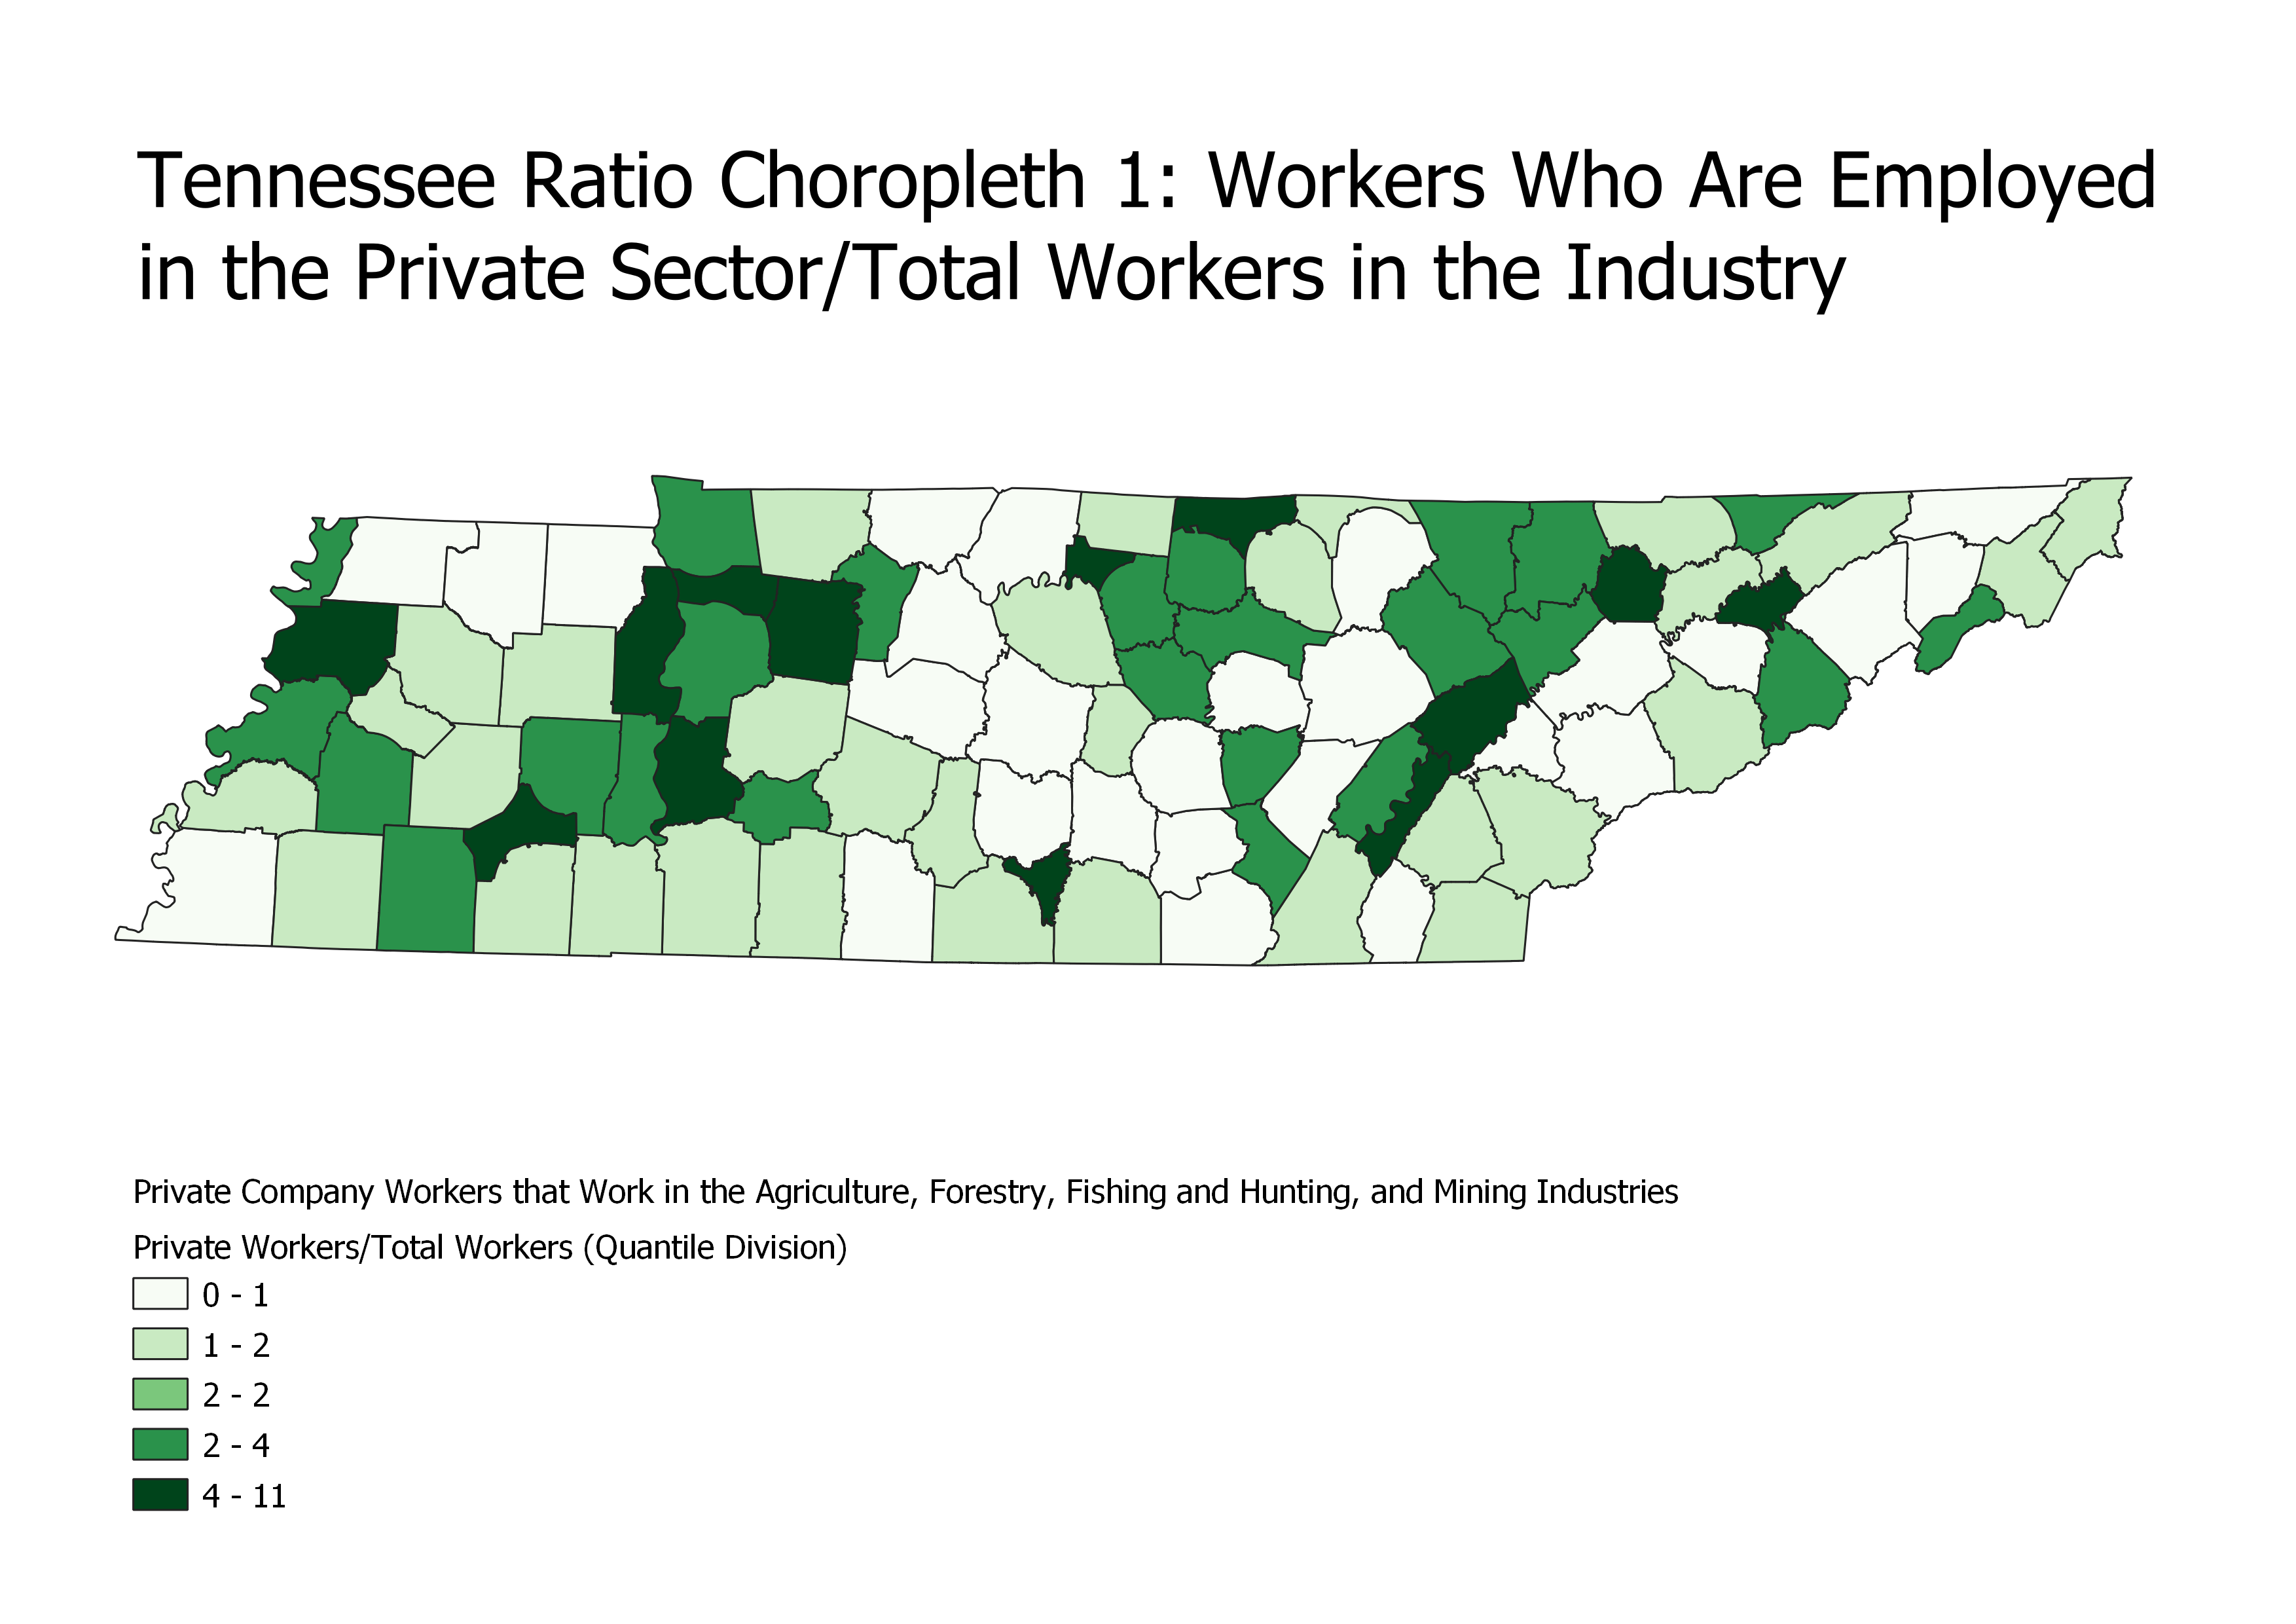 Tennessee Ratio Choropleth 1: Workers Who Are Employed
in the Private Sector/Total Workers in the Industry
Private Company Workers that Work in the Agriculture, Forestry, Fishing and Hunting, and Mining Industries
Private Workers/Total Workers (Quantile Division)
0 - 1
1 - 2
2 - 2
2 - 4
4 - 11